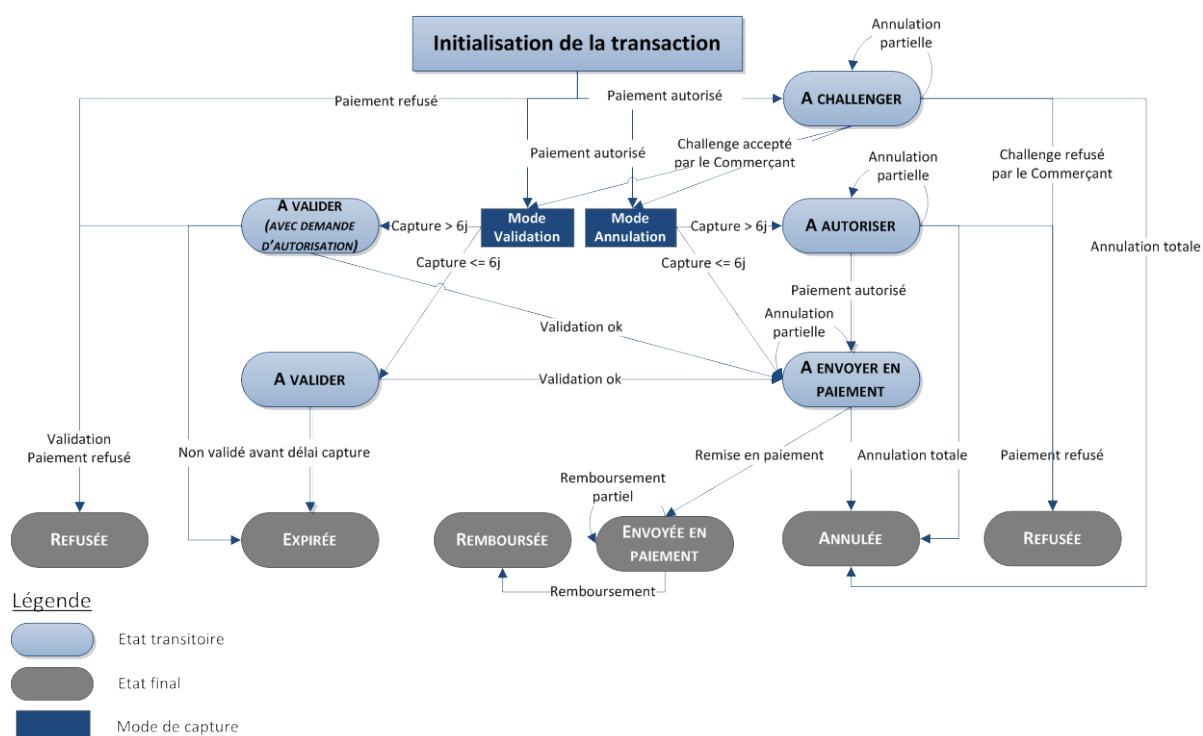 Initialisation de la transaction
Annulation
partielle
A CHALLENGER
Paiement refusé
Paiement autorisé
Paiement autorisé
Challenge accepté
par le Commerçant
Annulation
partielle
Challenge refusé
par le Commerçant
A VALIDER
(AVEC DEMANDE
D'AUTORISATION)
Capture > 6j
Mode
Validation
Mode
Annulation
Capture > 6j
A AUTORISER
Annulation totale
Capture <= 6j
Capture <= 6j
Paiement autorisé
Annulation
partielle
Validation ok
A VALIDER
Validation ok
A ENVOYER EN
PAIEMENT
Validation
Paiement refusé
Non validé avant délai capture
Remise en paiement
Annulation totale
Paiement refusé
Remboursement
partiel
REFUSÉE
EXPIRÉE
REMBOURSÉE
ENVOYÉE EN
PAIEMENT
ANNULÉE
REFUSÉE
Remboursement
Légende
Etat transitoire
Etat final
Mode de capture